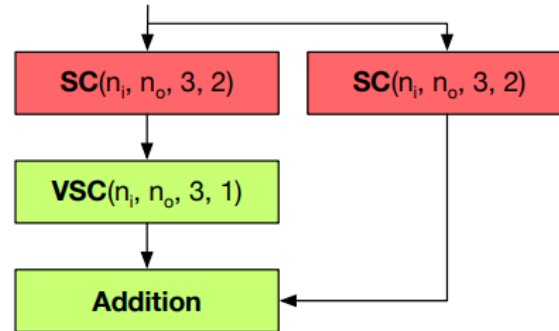 SC(nᵢ, nₒ, 3, 2)
SC(nᵢ, nₒ, 3, 2)
VSC(nᵢ, nₒ, 3, 1)
Addition